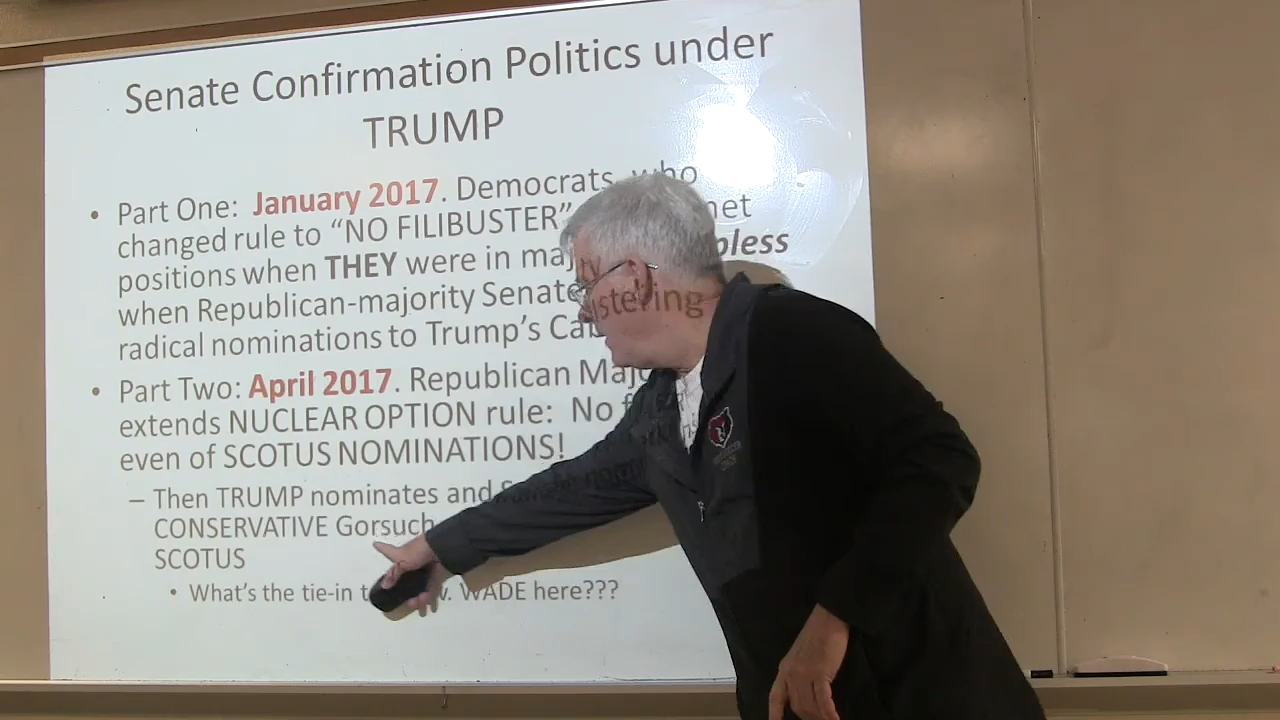 Senate Confirmation Politics under
TRUMP
• Part One: January 2017. Democrats, who
changed rule to “NO FILIBUSTER”
positions when THEY were in
when Republican-majority Senate
radical nominations to Trump’s
• Part Two: April 2017. Republican
extends NUCLEAR OPTION rule: No
even of SCOTUS NOMINATIONS!
– Then TRUMP nominates and
CONSERVATIVE Gorsuch
SCOTUS
• What’s the tie-in v. WADE here???